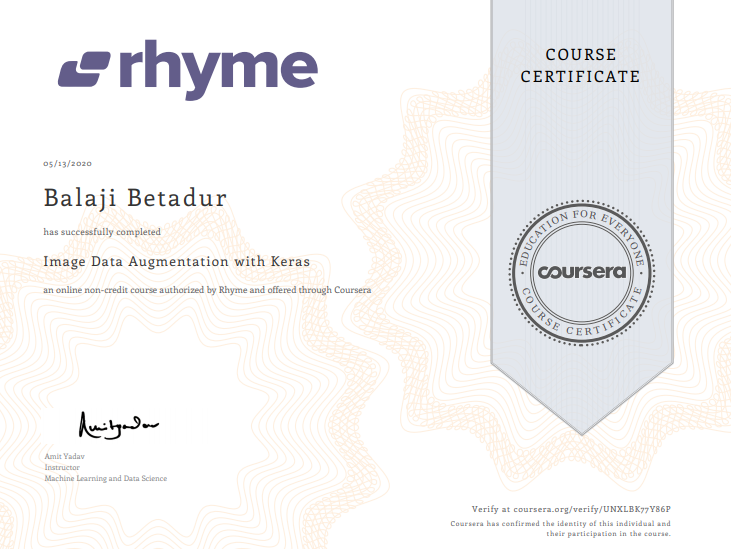 rhyme
COURSE
CERTIFICATE
05/13/2020
Balaji Betadur
has successfully completed
Image Data Augmentation with Keras
an online non-credit course authorized by Rhyme and offered through Coursera
EDUCATION FOR EVERYONE
coursera
COURSE CERTIFICATE
Amit Yadav
Amit Yadav
Instructor
Machine Learning and Data Science
Verify at coursera.org/verify/UNXLBK77Y86P
Coursera has confirmed the identity of this individual and
their participation in the course.